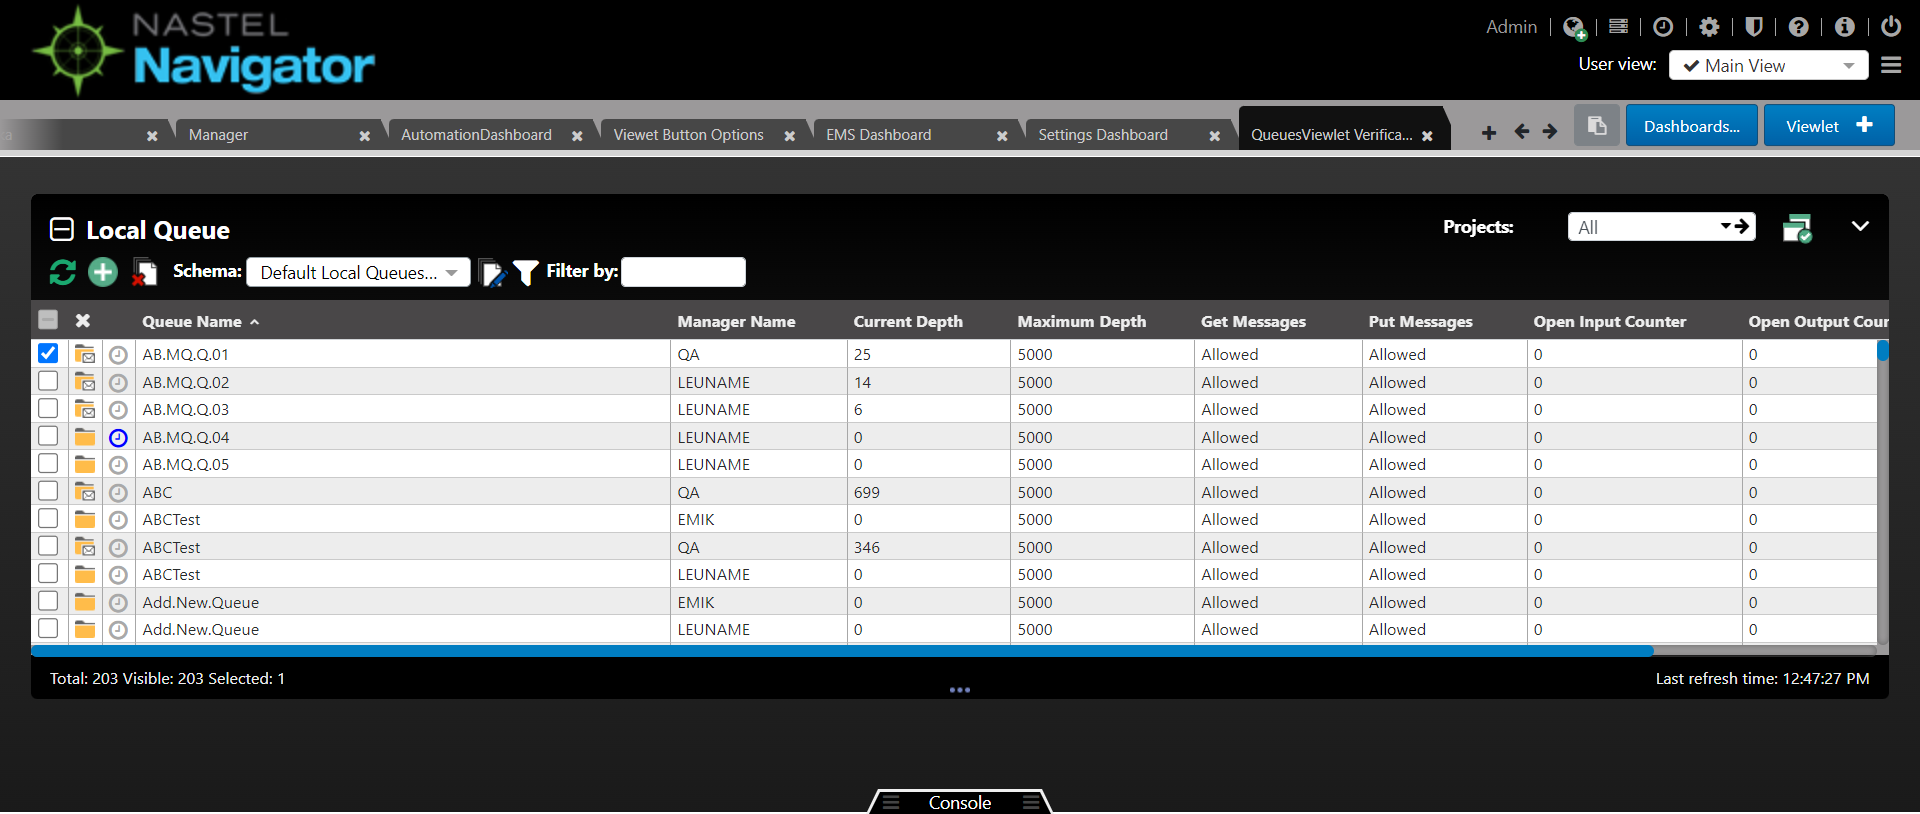 NASTEL
Navigator
Admin
User view: Main View
a Manager AutomationDashboard Viewet Button Options EMS Dashboard Settings Dashboard QueuesViewlet Verifica... Dashboards... Viewlet
Local Queue Projects: All
Schema: Default Local Queues... Filter by:
Queue Name Manager Name Current Depth Maximum Depth Get Messages Put Messages Open Input Counter Open Output Coun
AB.MQ.Q.01 QA 25 5000 Allowed Allowed 0 0
AB.MQ.Q.02 LEUNAME 14 5000 Allowed Allowed 0 0
AB.MQ.Q.03 LEUNAME 6 5000 Allowed Allowed 0 0
AB.MQ.Q.04 LEUNAME 0 5000 Allowed Allowed 0 0
AB.MQ.Q.05 LEUNAME 0 5000 Allowed Allowed 0 0
ABC QA 699 5000 Allowed Allowed 0 0
ABCTest EMIK 0 5000 Allowed Allowed 0 0
ABCTest QA 346 5000 Allowed Allowed 0 0
ABCTest LEUNAME 0 5000 Allowed Allowed 0 0
Add.New.Queue EMIK 0 5000 Allowed Allowed 0 0
Add.New.Queue LEUNAME 0 5000 Allowed Allowed 0 0
Total: 203 Visible: 203 Selected: 1 Last refresh time: 12:47:27 PM
Console